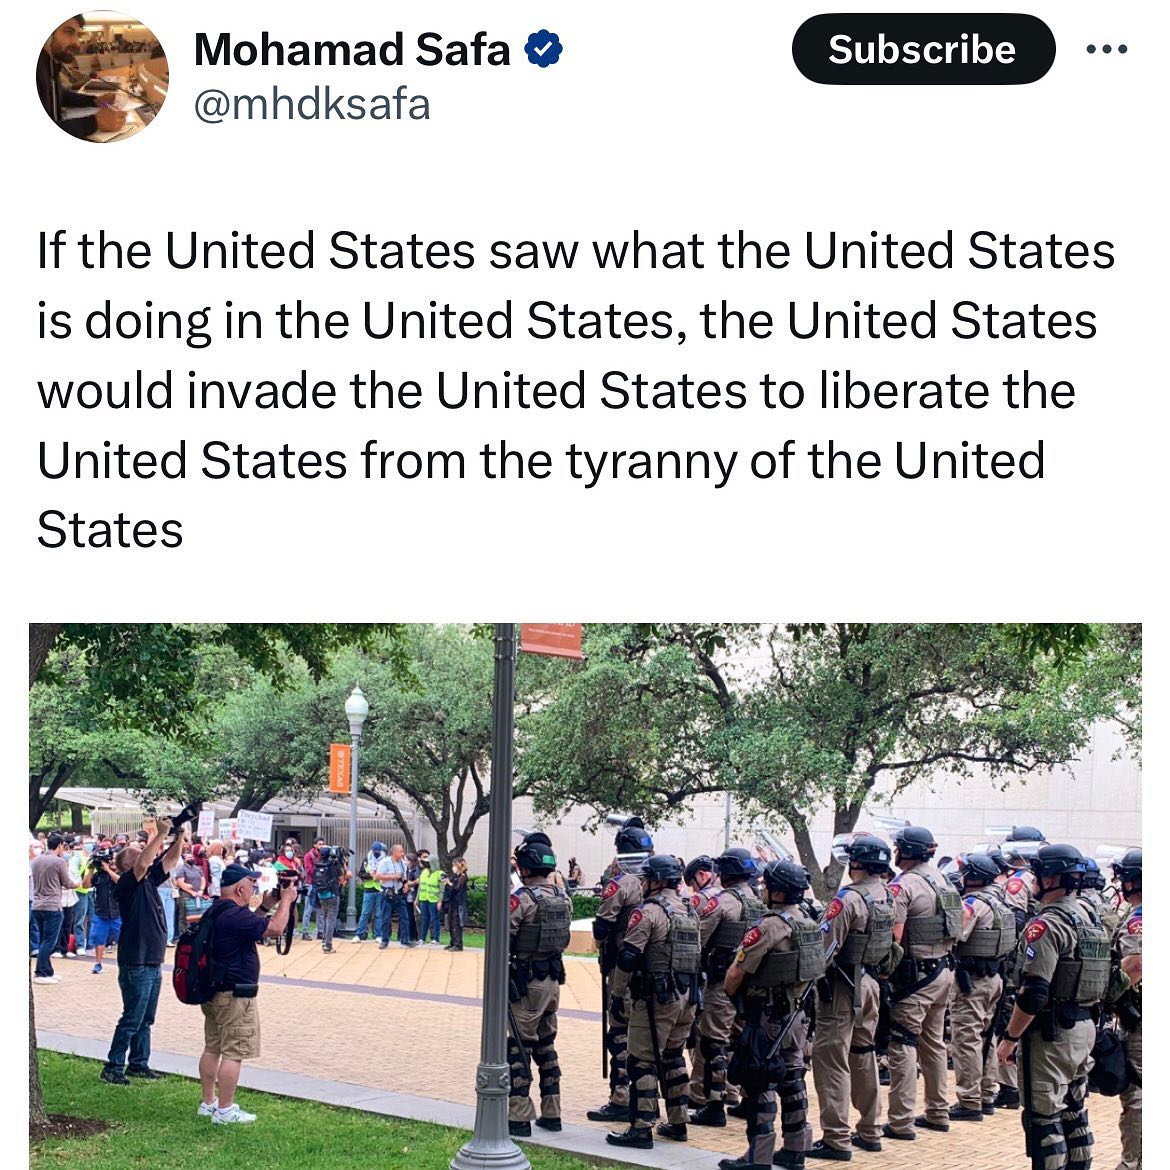 Mohamad Safa
Subscribe
@mhdksafa
If the United States saw what the United States
is doing in the United States, the United States
would invade the United States to liberate the
United States from the tyranny of the United
States
TEXAS